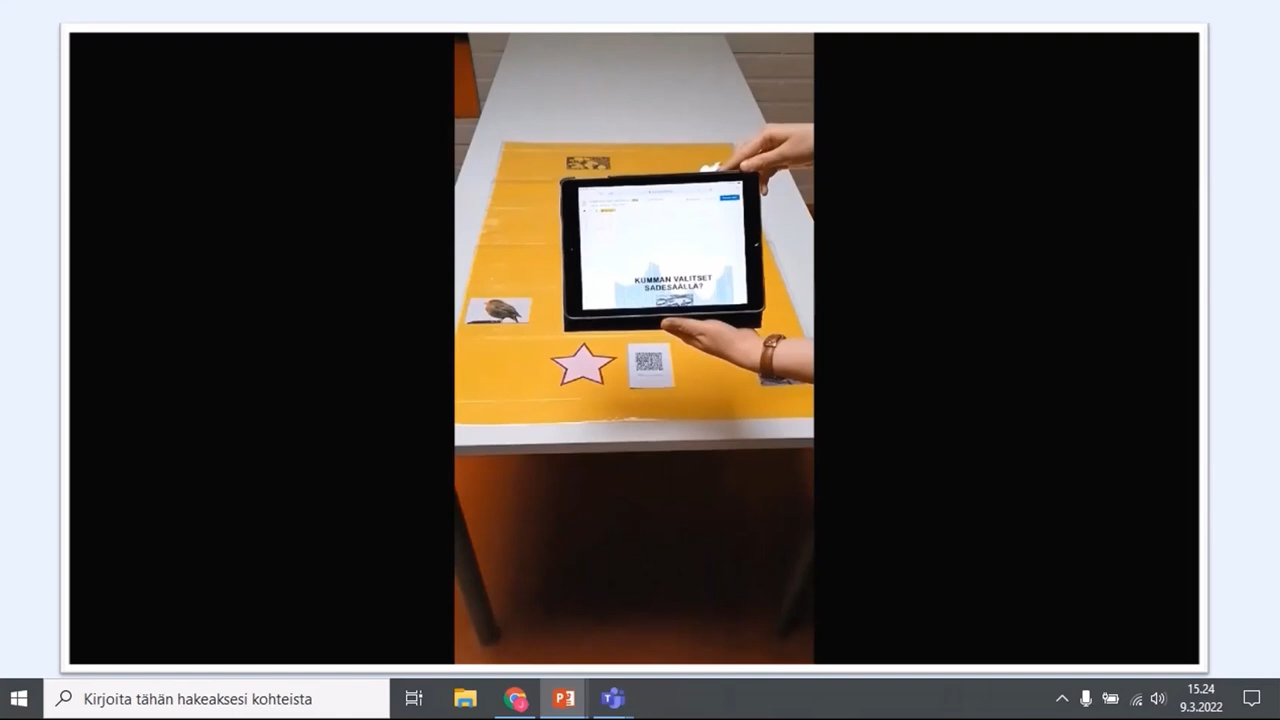 KUMMAN VALITSET
SADESÄÄLLÄ?
Kirjoita tähän hakeaksesi kohteista
15.24
9.3.2022